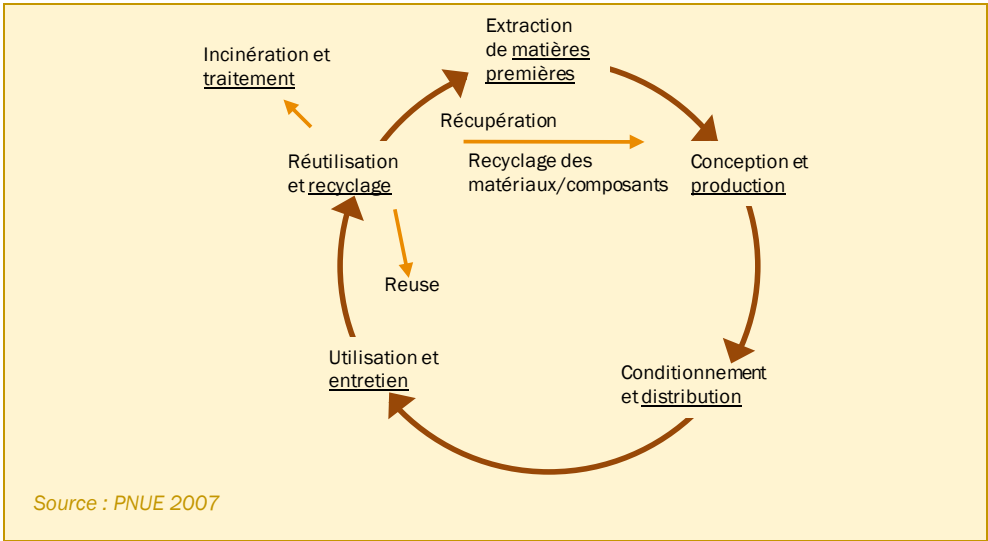 Extraction
de matières
premières
Incinération et
traitement
Récupération
Recyclage des
matériaux/composants
Réutilisation
et recyclage
Conception et
production
Reuse
Utilisation et
entretien
Conditionnement
et distribution
Source : PNUE 2007